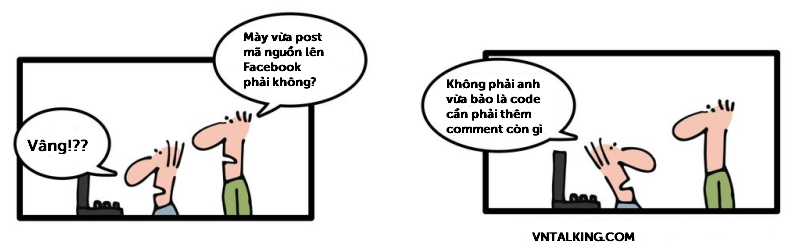 Mày vừa post
mã nguồn lên
Facebook
phải không?
Vâng!??
Không phải anh
vừa bảo là code
cần phải thêm
comment còn gì
VNTALKING.COM